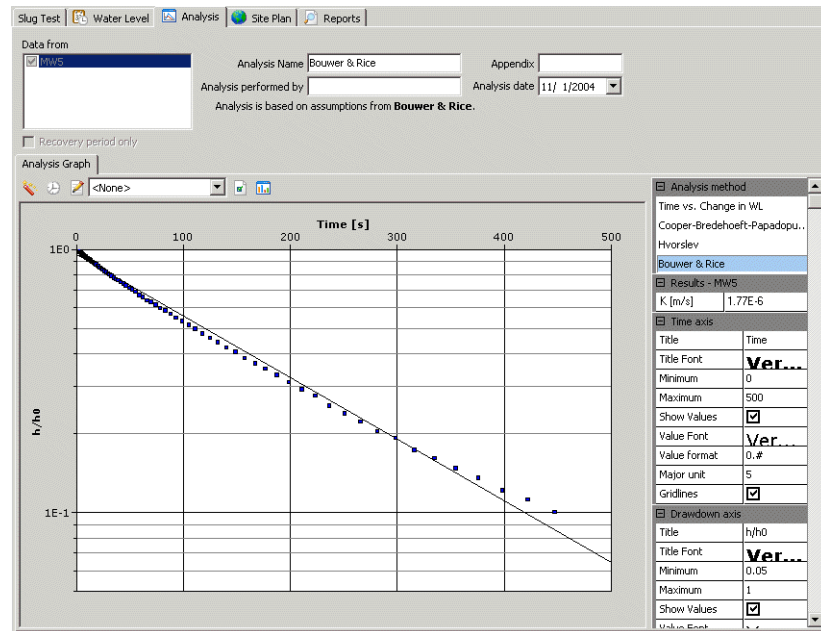 Slug Test Water Level Analysis Site Plan Reports
Data from
MW5
Analysis Name Bouwer & Rice Appendix
Analysis performed by Analysis date 11/ 1/2004
Analysis is based on assumptions from Bouwer & Rice.
Recovery period only
Analysis Graph
<None>
Time [s]
0 100 200 300 400 500
1E0
h/h0
1E-1
Analysis method
Time vs. Change in WL
Cooper-Bredehoeft-Papadopu..
Hvorslev
Bouwer & Rice
Results - MW5
K [m/s] 1.77E-6
Time axis
Title Time
Title Font Ver...
Minimum 0
Maximum 500
Show Values
Value Font Ver...
Value format 0.#
Major unit 5
Gridlines
Drawdown axis
Title h/h0
Title Font Ver...
Minimum 0.05
Maximum 1
Show Values
Value Font